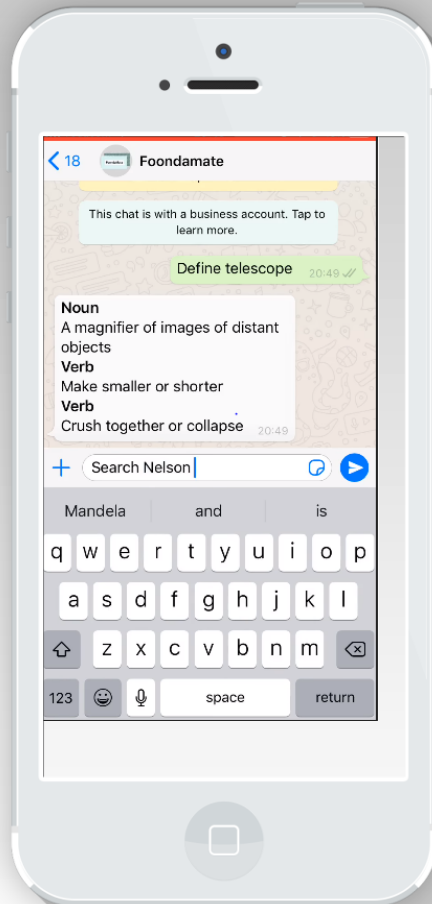 18 Foondamate
This chat is with a business account. Tap to
learn more.
Define telescope 20:49
Noun
A magnifier of images of distant
objects
Verb
Make smaller or shorter
Verb
Crush together or collapse 20:49
Search Nelson
Mandela and is
q w e r t y u i o p
a s d f g h j k l
z x c v b n m
123 space return